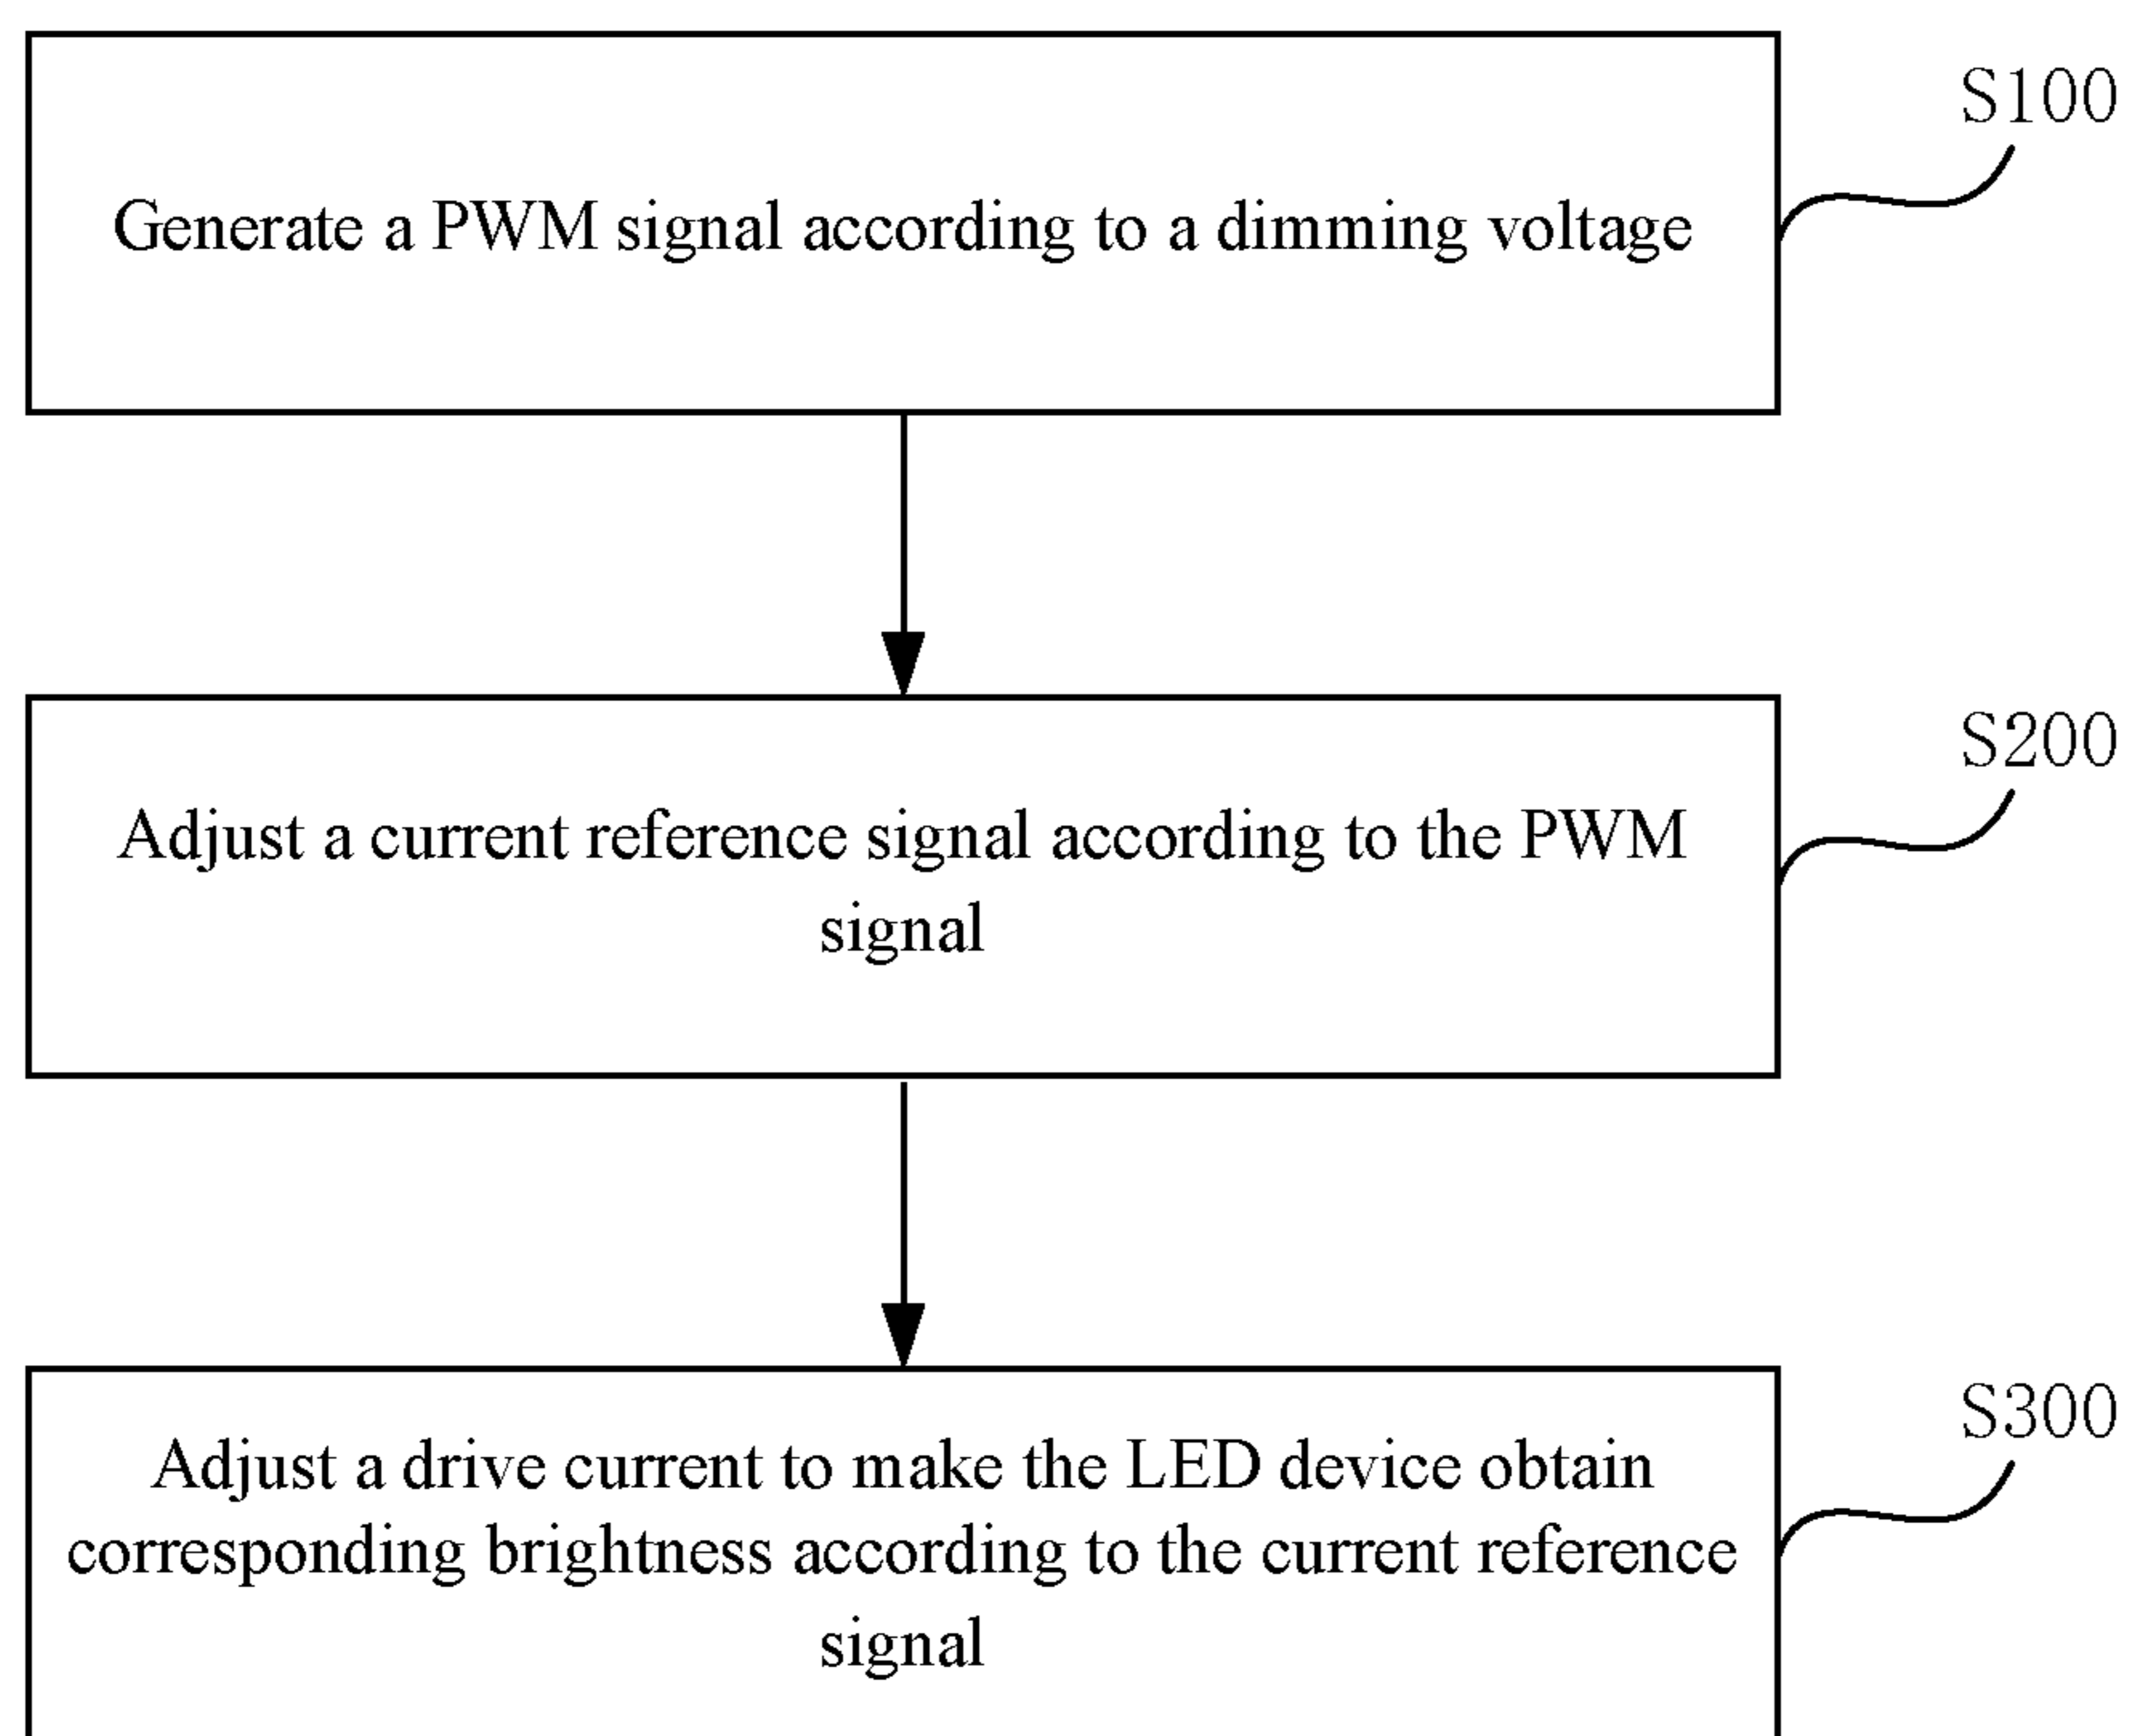 S100
Generate a PWM signal according to a dimming voltage
S200
Adjust a current reference signal according to the PWM
signal
S300
Adjust a drive current to make the LED device obtain
corresponding brightness according to the current reference
signal